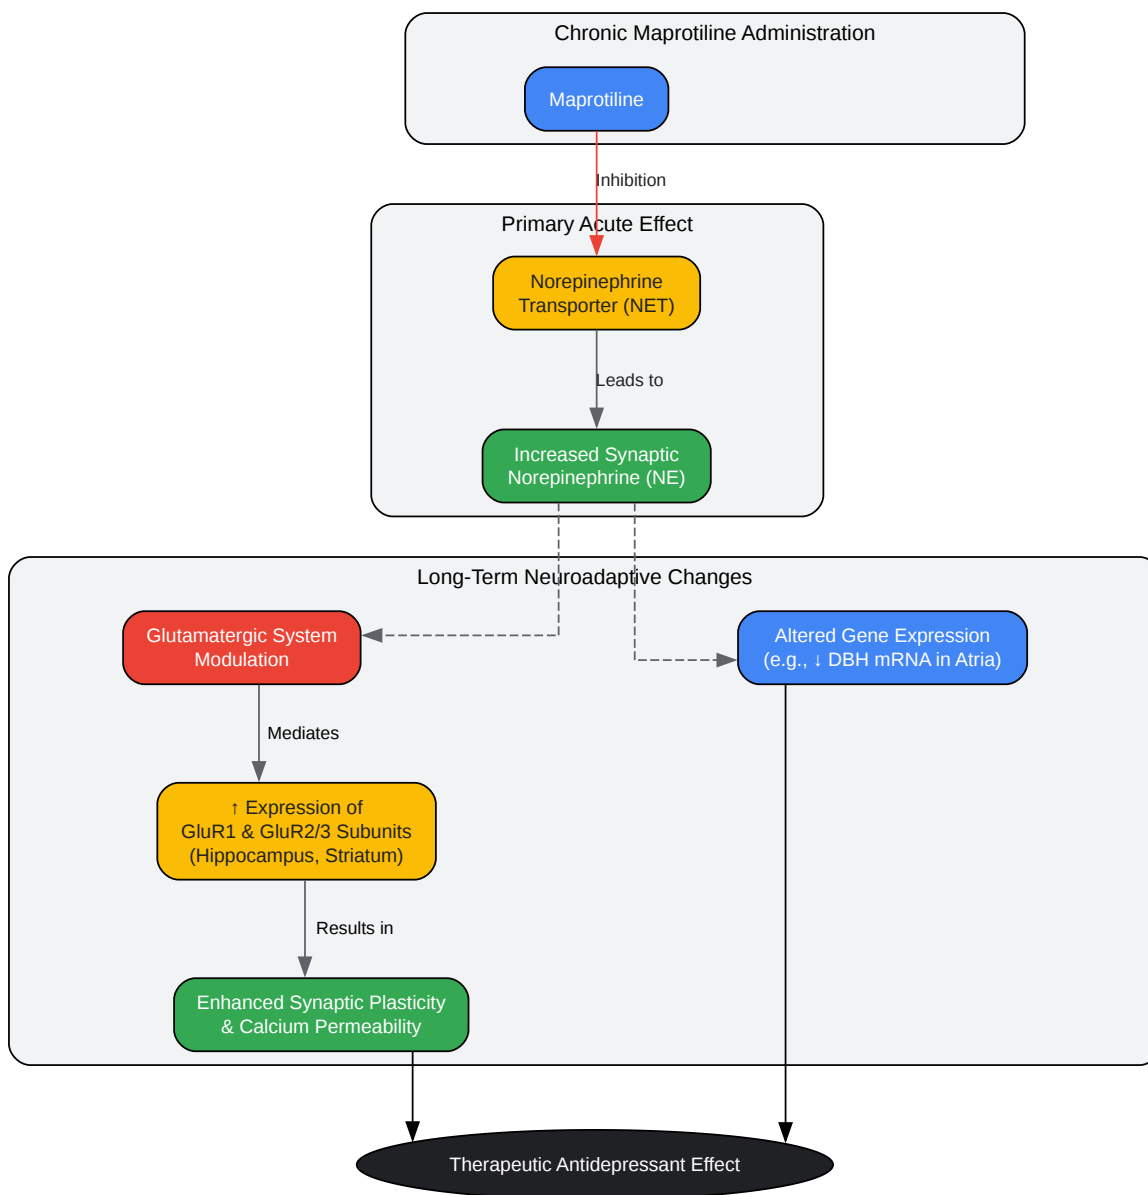 Chronic Maprotiline Administration
Maprotiline
Inhibition
Primary Acute Effect
Norepinephrine
Transporter (NET)
Leads to
Increased Synaptic
Norepinephrine (NE)
Long-Term Neuroadaptive Changes
Glutamatergic System
Modulation
Altered Gene Expression
(e.g., ↓ DBH mRNA in Atria)
Mediates
↑ Expression of
GluR1 & GluR2/3 Subunits
(Hippocampus, Striatum)
Results in
Enhanced Synaptic Plasticity
& Calcium Permeability
Therapeutic Antidepressant Effect